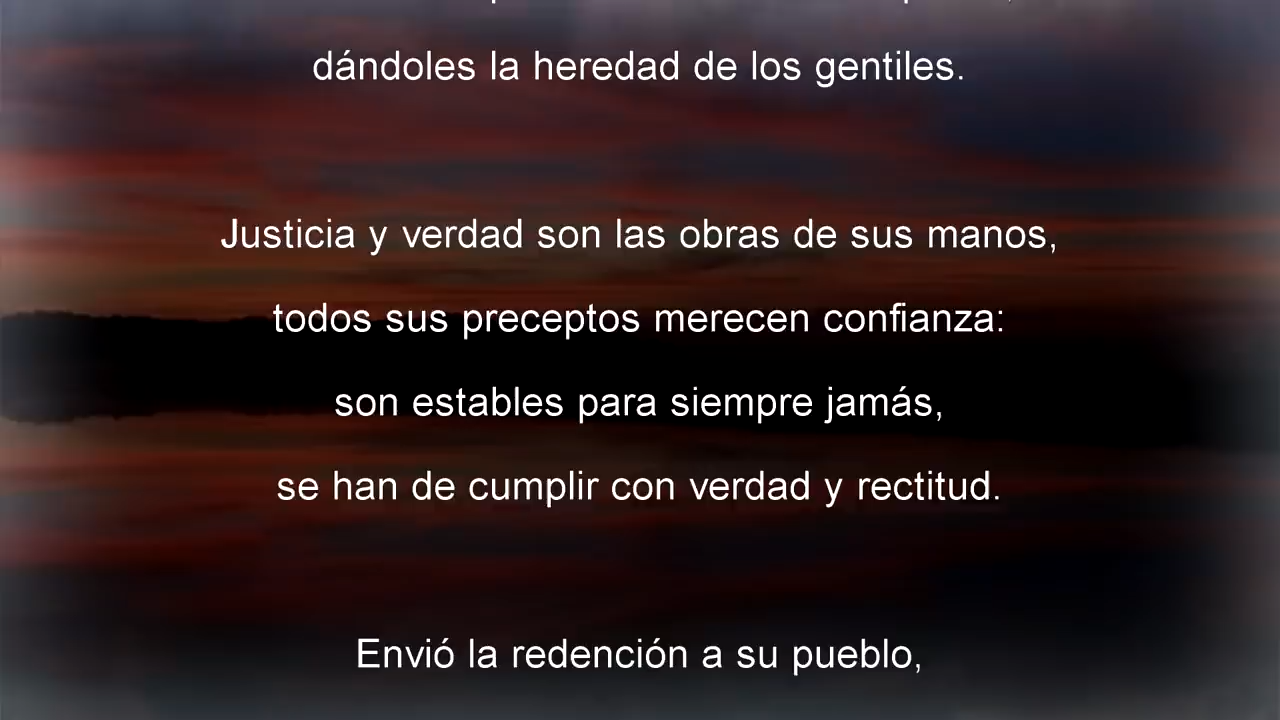 dándoles la heredad de los gentiles.
Justicia y verdad son las obras de sus manos,
todos sus preceptos merecen confianza:
son estables para siempre jamás,
se han de cumplir con verdad y rectitud.
Envió la redención a su pueblo,